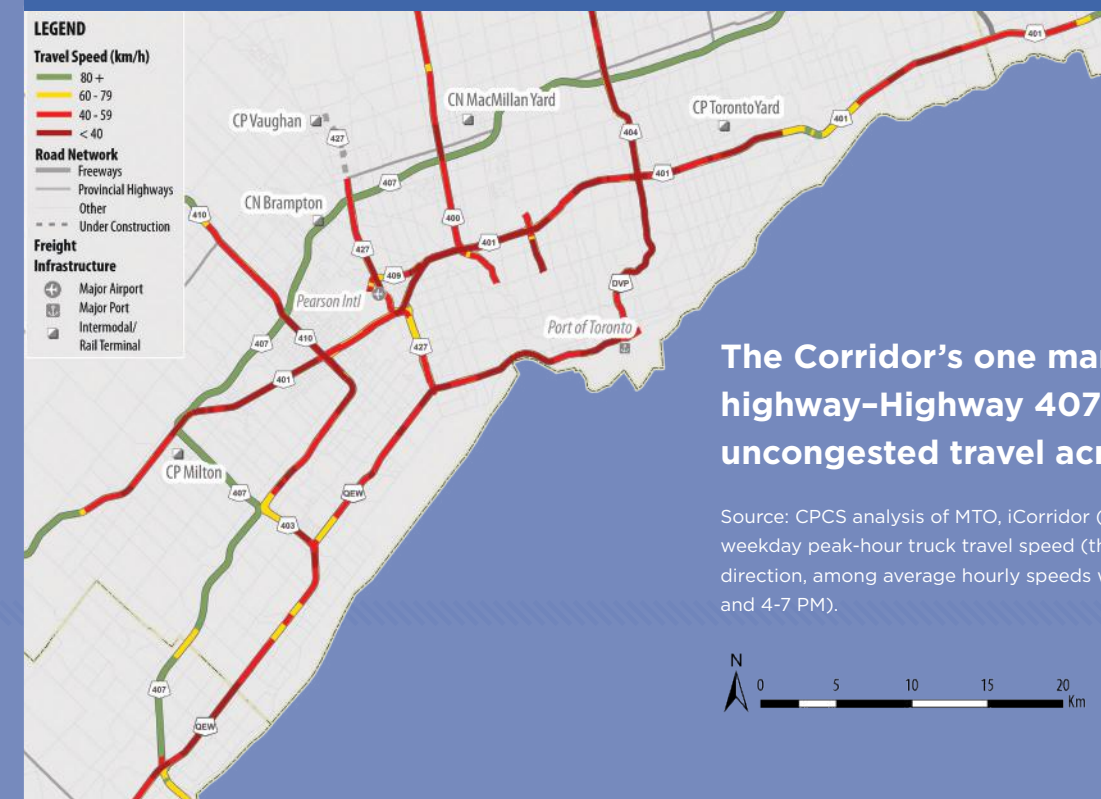 LEGEND
Travel Speed (km/h)
80 +
60 - 79
40 - 59
< 40
Road Network
Freeways
Provincial Highways
Other
Under Construction
Freight
Infrastructure
Major Airport
Major Port
Intermodal/
Rail Terminal
401
CN MacMillan Yard
CP Toronto Yard
CP Vaughan
427
404
401
407
401
CN Brampton
410
400
401
427
409
Pearson Intl
DVP
Port of Toronto
407
410
427
401
CP Milton
407
QEW
403
407
QEW
The Corridor's one
highway–Highway 407
uncongested travel
Source: CPCS analysis of MTO, iCorridor (
weekday peak-hour truck travel speed (
direction, among average hourly speeds
and 4-7 PM).
N
0 5 10 15 20
Km